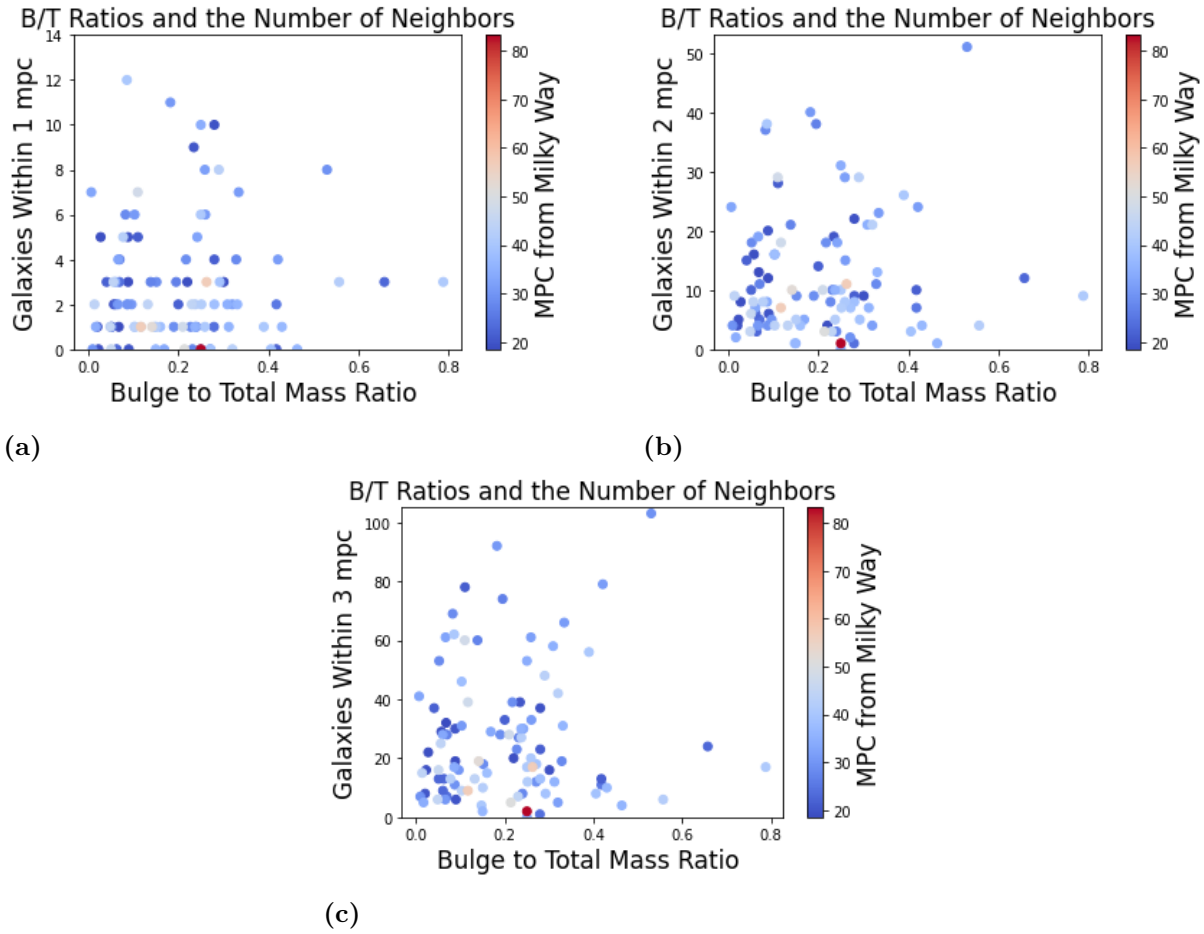 B/T Ratios and the Number of Neighbors
14
12
10
8
6
4
2
0
Galaxies Within 1 mpc
0.0 0.2 0.4 0.6 0.8
Bulge to Total Mass Ratio
80
70
60
50
40
30
20
MPC from Milky Way
(a)
B/T Ratios and the Number of Neighbors
50
40
30
20
10
0
Galaxies Within 2 mpc
0.0 0.2 0.4 0.6 0.8
Bulge to Total Mass Ratio
80
70
60
50
40
30
20
MPC from Milky Way
(b)
B/T Ratios and the Number of Neighbors
100
80
60
40
20
0
Galaxies Within 3 mpc
0.0 0.2 0.4 0.6 0.8
Bulge to Total Mass Ratio
80
70
60
50
40
30
20
MPC from Milky Way
(c)